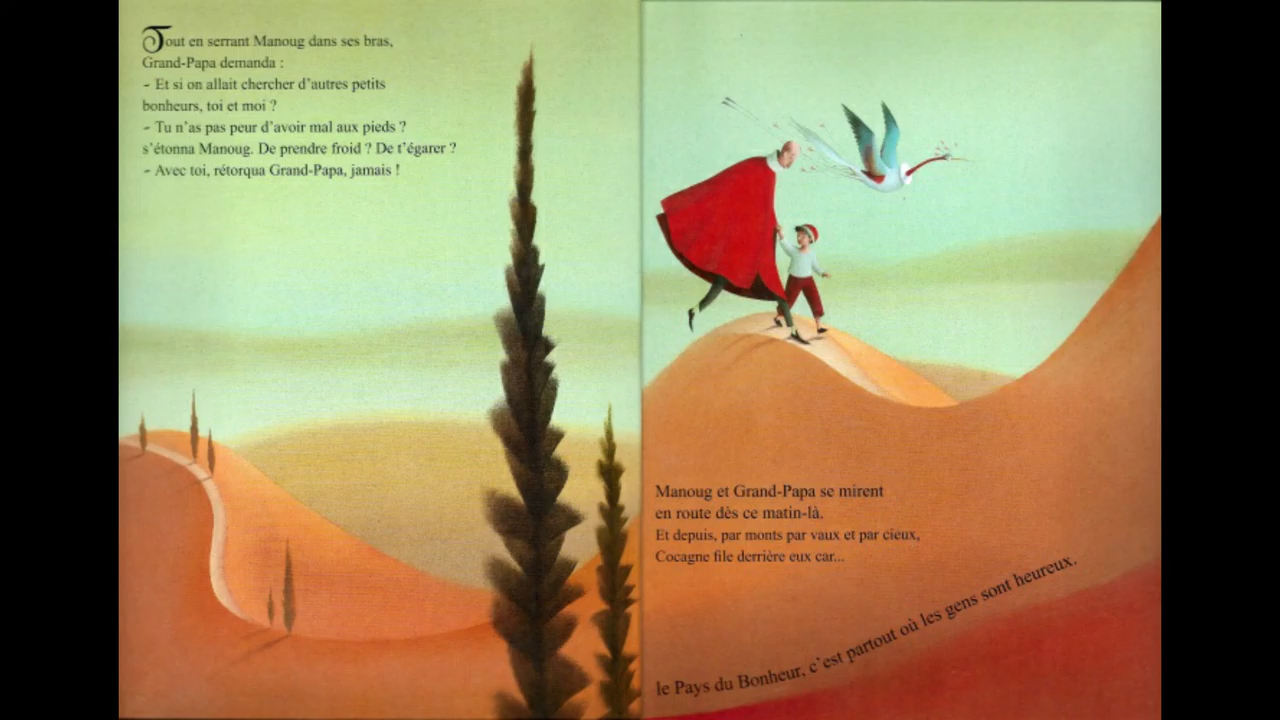 Tout en serrant Manoug dans ses bras,
Grand-Papa demanda :
- Et si on allait chercher d'autres petits
bonheurs, toi et moi ?
- Tu n'as pas peur d'avoir mal aux pieds ?
s'étonna Manoug. De prendre froid ? De t'égarer ?
- Avec toi, rétorqua Grand-Papa, jamais !
Manoug et Grand-Papa se mirent
en route dès ce matin-là.
Et depuis, par monts par vaux et par cieux,
Cocagne file derrière eux car...
le Pays du Bonheur, c'est partout où les gens sont heureux.